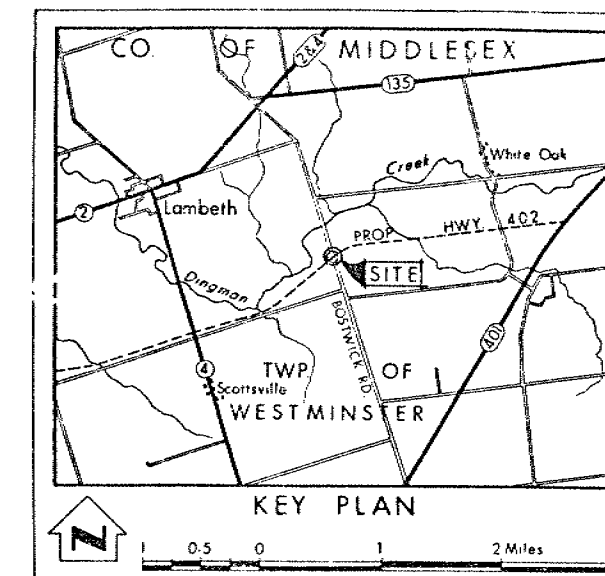 CO. OF MIDDLESEX
2&4
135
White Oak
Creek
2
Lambeth
PROP HWY 402
SITE
Dingman
BOSTWICK RD.
401
4
TWP OF
Scottsville
WESTMINSTER
KEY PLAN
N
1 0·5 0 1 2 Miles